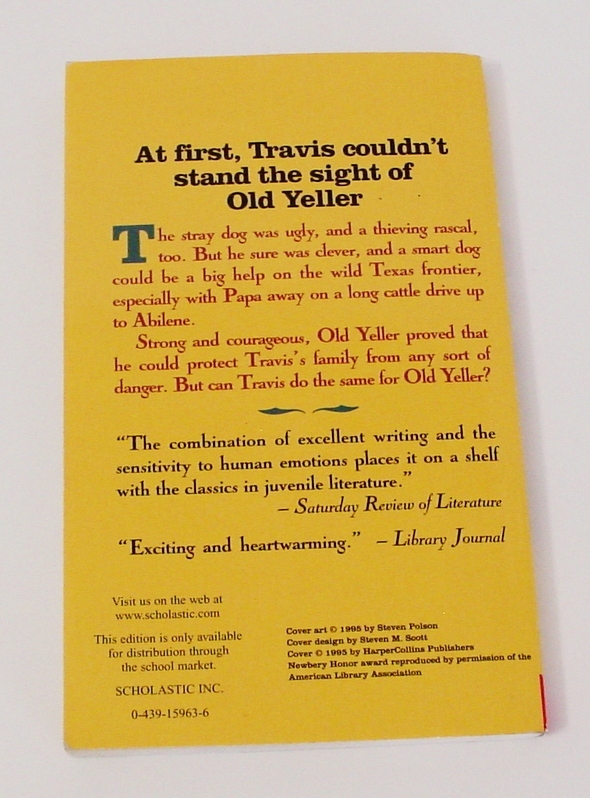 At first, Travis couldn't
stand the sight of
Old Yeller
The stray dog was ugly, and a thieving rascal,
too. But he sure was clever, and a smart dog
could be a big help on the wild Texas frontier,
especially with Papa away on a long cattle drive up
to Abilene.
Strong and courageous, Old Yeller proved that
he could protect Travis's family from any sort of
danger. But can Travis do the same for Old Yeller?
“The combination of excellent writing and the
sensitivity to human emotions places it on a shelf
with the classics in juvenile literature.”
– Saturday Review of Literature
“Exciting and heartwarming.” – Library Journal
Visit us on the web at
www.scholastic.com
This edition is only available
for distribution through
the school market.
SCHOLASTIC INC.
0-439-15963-6
Cover art © 1995 by Steven Polson
Cover design by Steven M. Scott
Cover © 1995 by HarperCollins Publishers
Newbery Honor award reproduced by permission of the
American Library Association